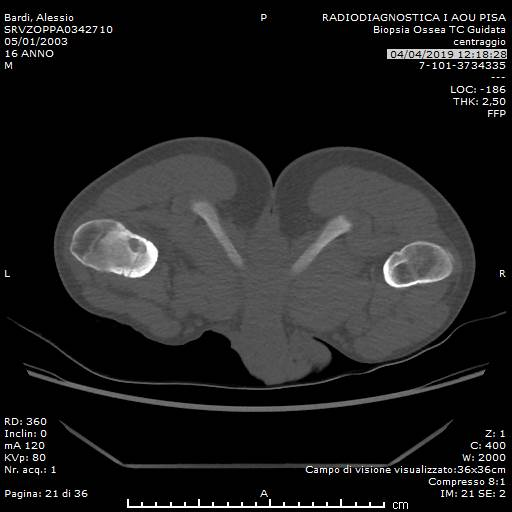 Bardi, Alessio
SRVZOPPA0342710
05/01/2003
16 ANNO
M
P
RADIODIAGNOSTICA I AOU PISA
Biopsia Ossea TC Guidata
centraggio
04/04/2019 12:18:28
7-101-3734335
---
LOC: -186
THK: 2,50
FFP
L
R
RD: 360
Inclin: 0
mA 120
KVp: 80
Nr. acq.: 1
Pagina: 21 di 36
A
cm
Z: 1
C: 400
W: 2000
Campo di visione visualizzato:36x36cm
Compresso 8:1
IM: 21 SE: 2